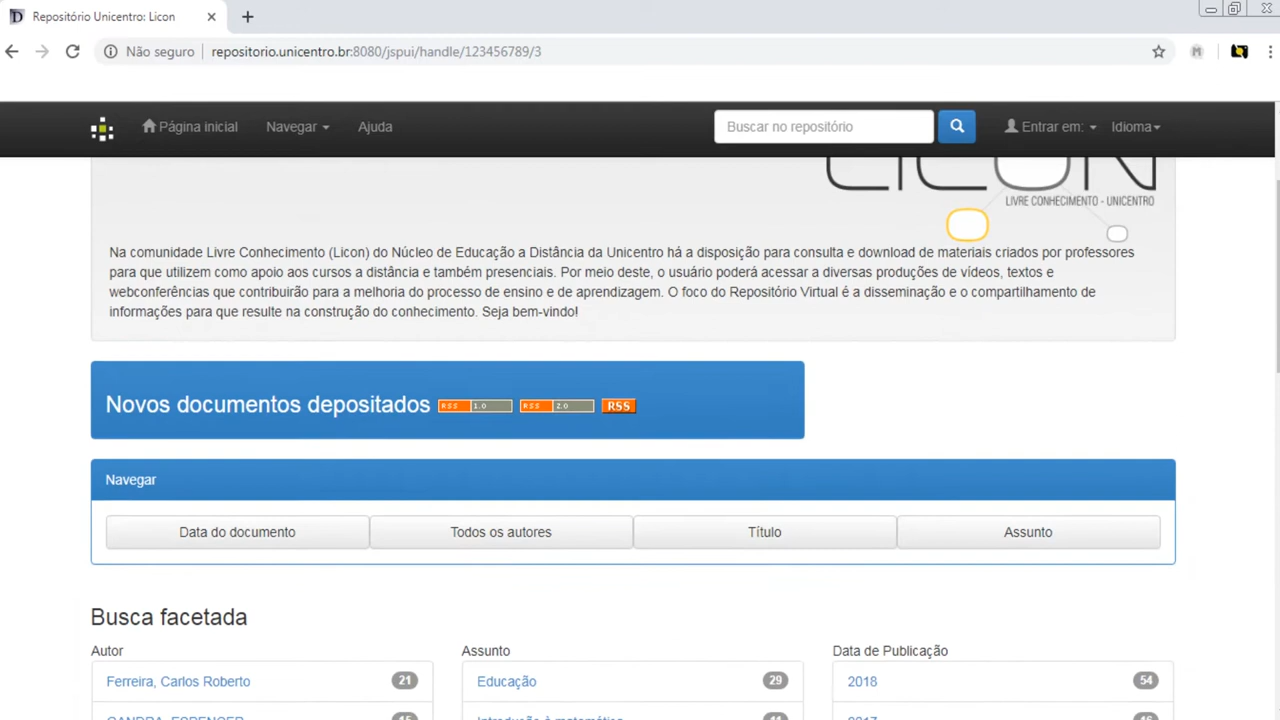 Repositório Unicentro: Licon
Não seguro
repositorio.unicentro.br:8080/jspui/handle/123456789/3
M
Página inicial
Navegar
Ajuda
Buscar no repositório
Entrar em:
Idioma
LICON
LIVRE CONHECIMENTO - UNICENTRO
Na comunidade Livre Conhecimento (Licon) do Núcleo de Educação a Distância da Unicentro há a disposição para consulta e download de materiais criados por professores
para que utilizem como apoio aos cursos a distância e também presenciais. Por meio deste, o usuário poderá acessar a diversas produções de vídeos, textos e
webconferências que contribuirão para a melhoria do processo de ensino e de aprendizagem. O foco do Repositório Virtual é a disseminação e o compartilhamento de
informações para que resulte na construção do conhecimento. Seja bem-vindo!
Novos documentos depositados RSS 1.0 RSS 2.0 RSS
Navegar
Data do documento
Todos os autores
Título
Assunto
Busca facetada
Autor
Ferreira, Carlos Roberto 21
Assunto
Educação 29
Introdução à matemática
Data de Publicação
2018 54
2017